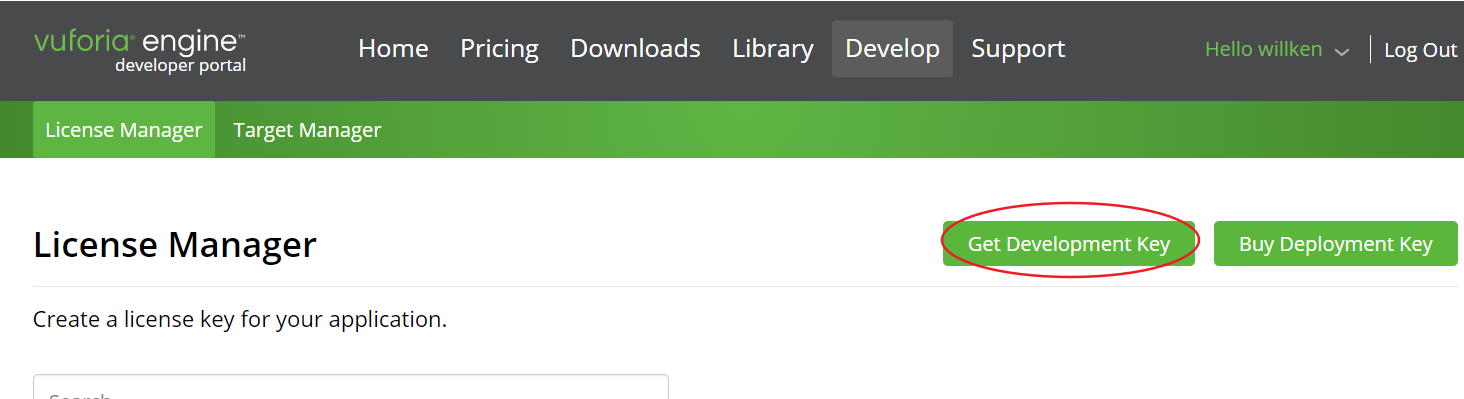 vuforia® engine™
developer portal
Home Pricing Downloads Library Develop Support
Hello willken Log Out
License Manager Target Manager
License Manager
Get Development Key Buy Deployment Key
Create a license key for your application.
Search